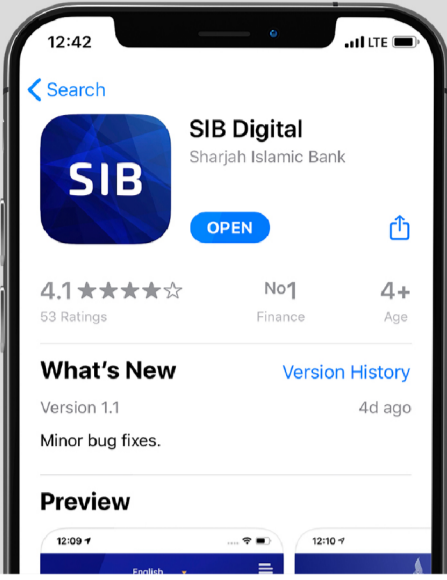 12:42
LTE
Search
SIB
SIB Digital
Sharjah Islamic Bank
OPEN
4.1
No1
4+
53 Ratings
Finance
Age
What's New
Version History
Version 1.1
4d ago
Minor bug fixes.
Preview
12:09
12:10
English